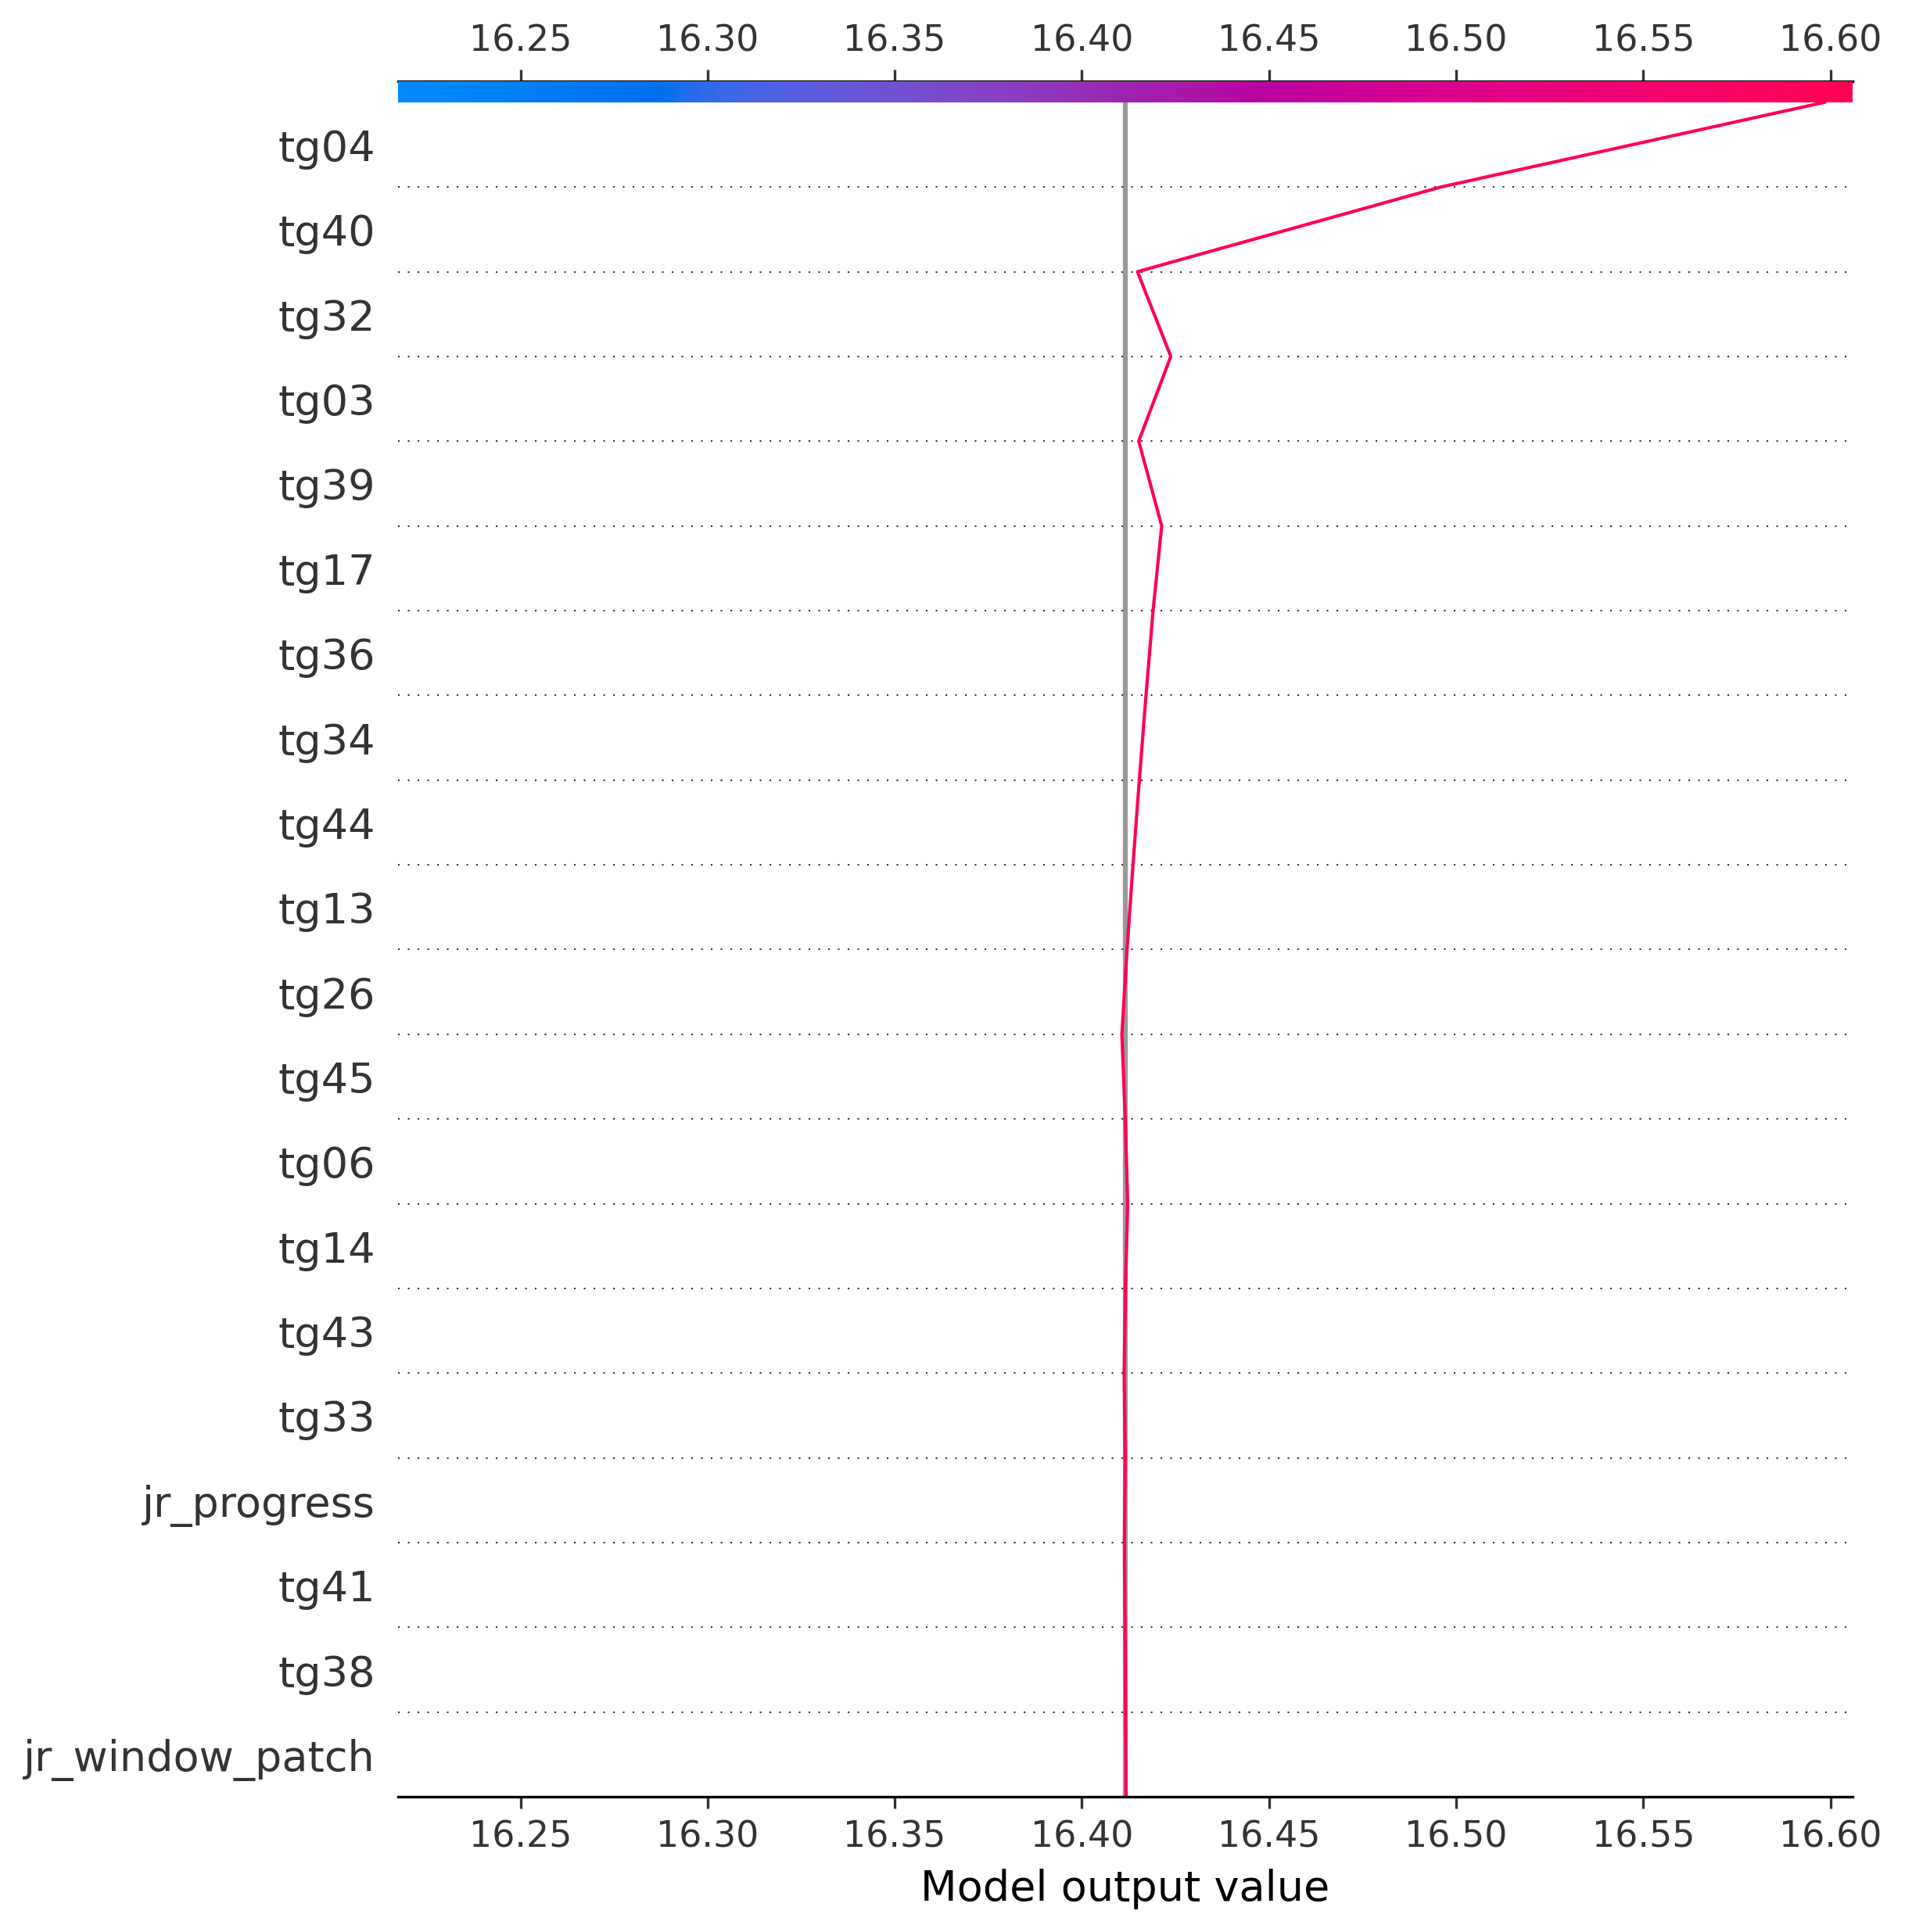 16.25 16.30 16.35 16.40 16.45 16.50 16.55 16.60
tg04
tg40
tg32
tg03
tg39
tg17
tg36
tg34
tg44
tg13
tg26
tg45
tg06
tg14
tg43
tg33
jr_progress
tg41
tg38
jr_window_patch
16.25 16.30 16.35 16.40 16.45 16.50 16.55 16.60
Model output value